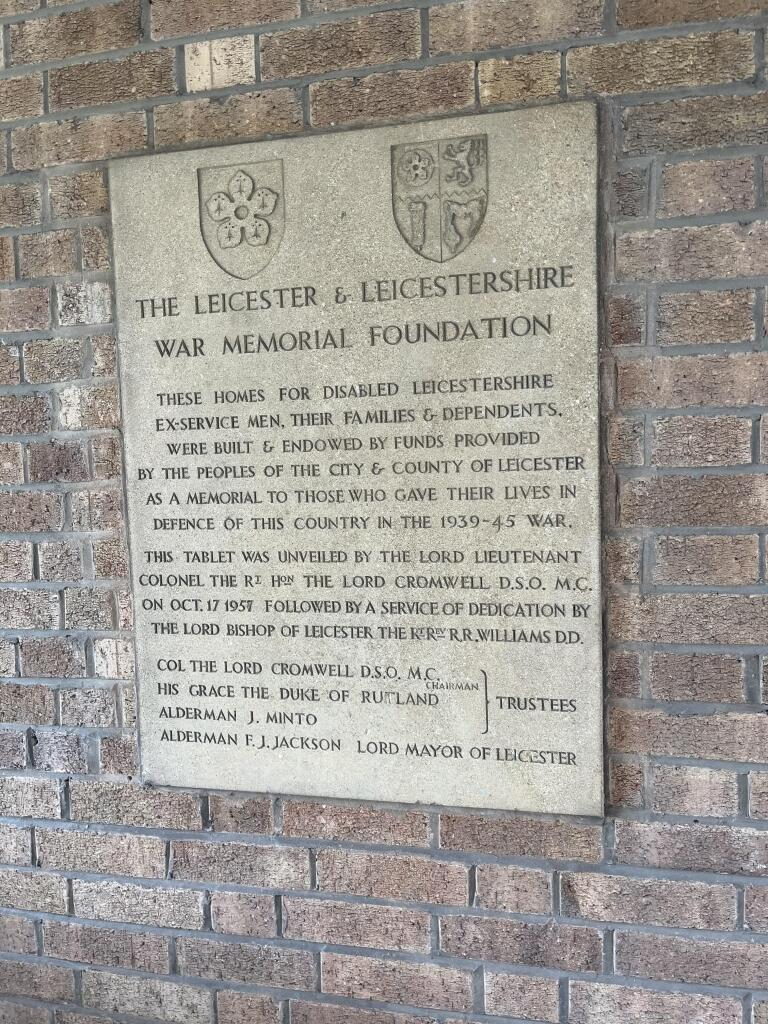 THE LEICESTER & LEICESTERSHIRE
WAR MEMORIAL FOUNDATION
THESE HOMES FOR DISABLED LEICESTERSHIRE
EX-SERVICE MEN, THEIR FAMILIES & DEPENDENTS,
WERE BUILT & ENDOWED BY FUNDS PROVIDED
BY THE PEOPLES OF THE CITY & COUNTY OF LEICESTER
AS A MEMORIAL TO THOSE WHO GAVE THEIR LIVES IN
DEFENCE OF THIS COUNTRY IN THE 1939-45 WAR.
THIS TABLET WAS UNVEILED BY THE LORD LIEUTENANT
COLONEL THE RT HON THE LORD CROMWELL D.S.O. M.C.
ON OCT. 17 1957 FOLLOWED BY A SERVICE OF DEDICATION BY
THE LORD BISHOP OF LEICESTER THE RT REV R.R. WILLIAMS D.D.
COL THE LORD CROMWELL D.S.O. M.C.
CHAIRMAN
HIS GRACE THE DUKE OF RUTLAND
TRUSTEES
ALDERMAN J. MINTO
ALDERMAN F. J. JACKSON LORD MAYOR OF LEICESTER